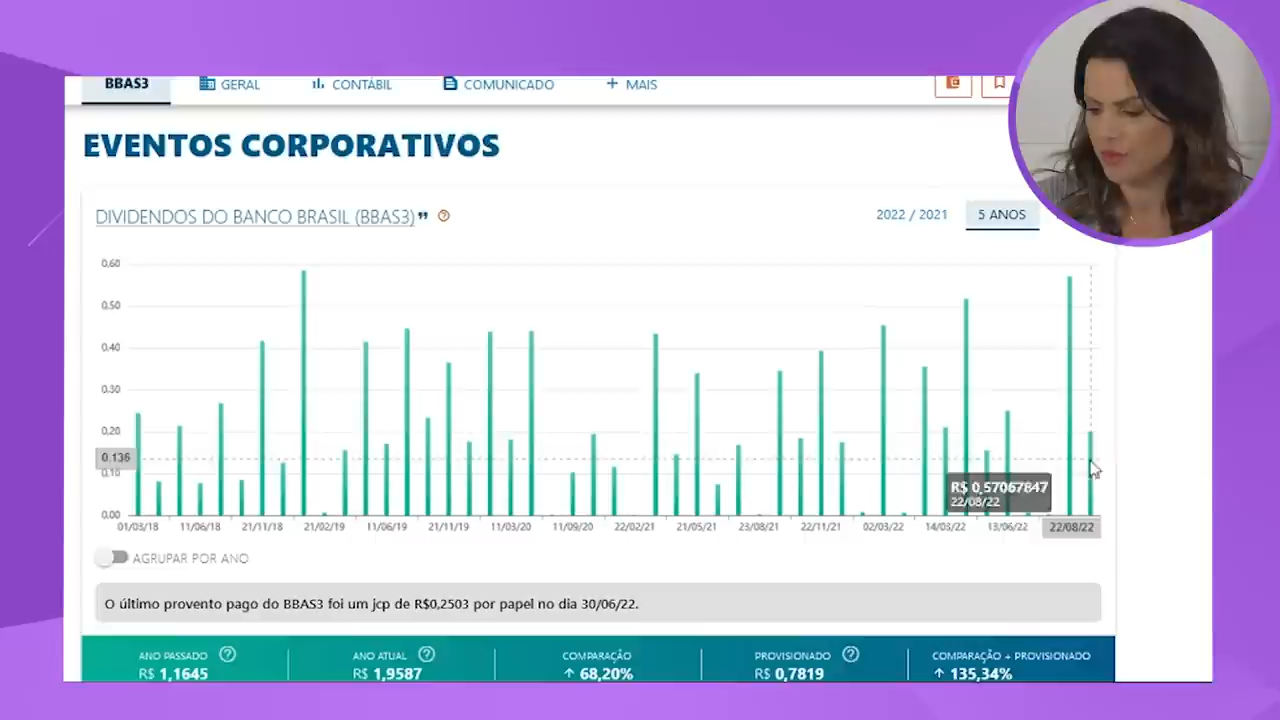 BBAS3 GERAL CONTÁBIL COMUNICADO + MAIS
EVENTOS CORPORATIVOS
DIVIDENDOS DO BANCO BRASIL (BBAS3)
2022 / 2021 5 ANOS
0,60
0,50
0,40
0,30
0,20
0.136
0,10
0,00
R$ 0,57067847
22/08/22
01/03/18 11/06/18 21/11/18 21/02/19 11/06/19 21/11/19 11/03/20 11/09/20 22/02/21 21/05/21 23/08/21 22/11/21 02/03/22 14/03/22 13/06/22 22/08/22
AGRUPAR POR ANO
O último provento pago do BBAS3 foi um jcp de R$0,2503 por papel no dia 30/06/22.
ANO PASSADO ANO ATUAL COMPARAÇÃO PROVISIONADO COMPARAÇÃO + PROVISIONADO
R$ 1,1645 R$ 1,9587 ↑ 68,20% R$ 0,7819 ↑ 135,34%